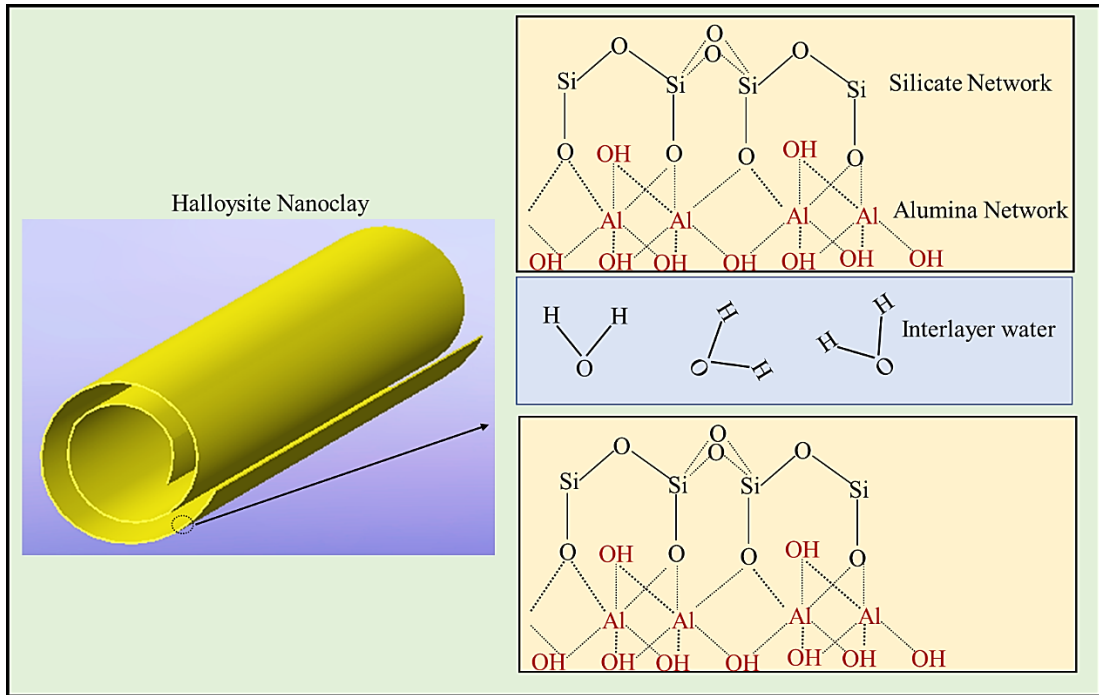 Halloysite Nanoclay
O O O O
Si Si Si Si Silicate Network
O OH O O OH O
Al Al Al Al Alumina Network
OH OH OH OH OH OH OH
H H H H H Interlayer water
O O H O
O O O O
Si Si Si Si
O OH O O OH O
Al Al Al Al
OH OH OH OH OH OH OH